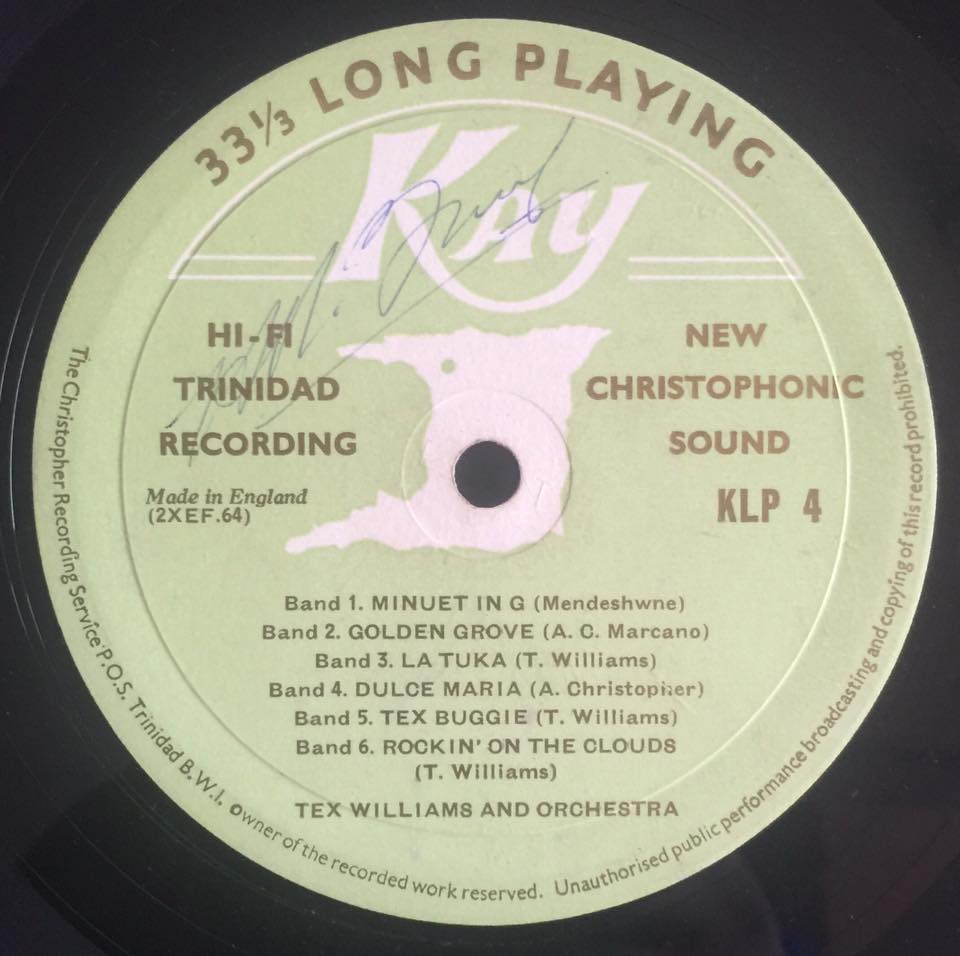 33⅓ LONG PLAYING
KAY
HI-FI
TRINIDAD
RECORDING
NEW
CHRISTOPHONIC
SOUND
Made in England
(2XEF.64)
KLP 4
Band 1. MINUET IN G (Mendeshwne)
Band 2. GOLDEN GROVE (A. C. Marcano)
Band 3. LA TUKA (T. Williams)
Band 4. DULCE MARIA (A. Christopher)
Band 5. TEX BUGGIE (T. Williams)
Band 6. ROCKIN' ON THE CLOUDS
(T. Williams)
TEX WILLIAMS AND ORCHESTRA
The Christopher Recording Service P.O.S. Trinidad B.W.I. owner of the recorded work reserved. Unauthorised public performance broadcasting and copying of this record prohibited.